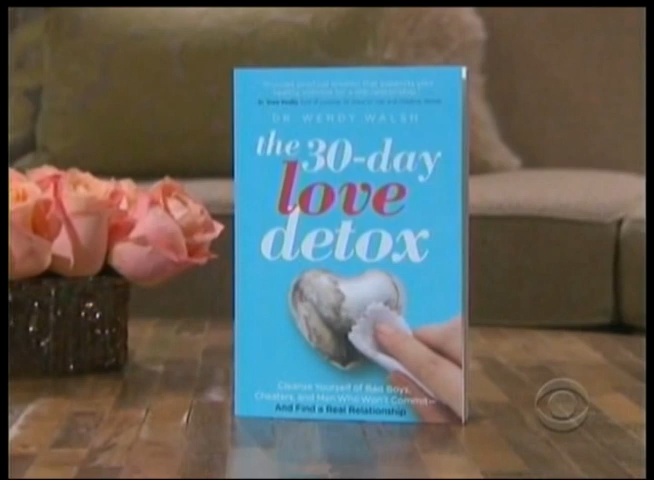 DR. WENDY WALSH
the 30-day
love
detox
Cleanse Yourself of Bad Boys,
Cheaters, and Men Who Won't Commit—
And Find a Real Relationship